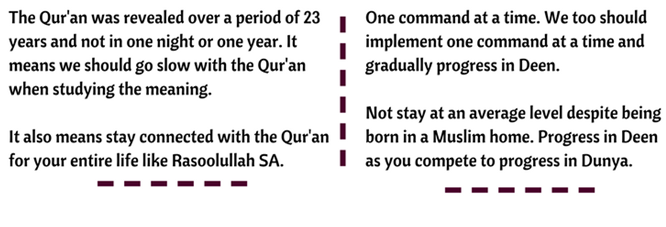 The Qur'an was revealed over a period of 23
years and not in one night or one year. It
means we should go slow with the Qur'an
when studying the meaning.
It also means stay connected with the Qur'an
for your entire life like Rasoolullah SA.
One command at a time. We too should
implement one command at a time and
gradually progress in Deen.
Not stay at an average level despite being
born in a Muslim home. Progress in Deen
as you compete to progress in Dunya.